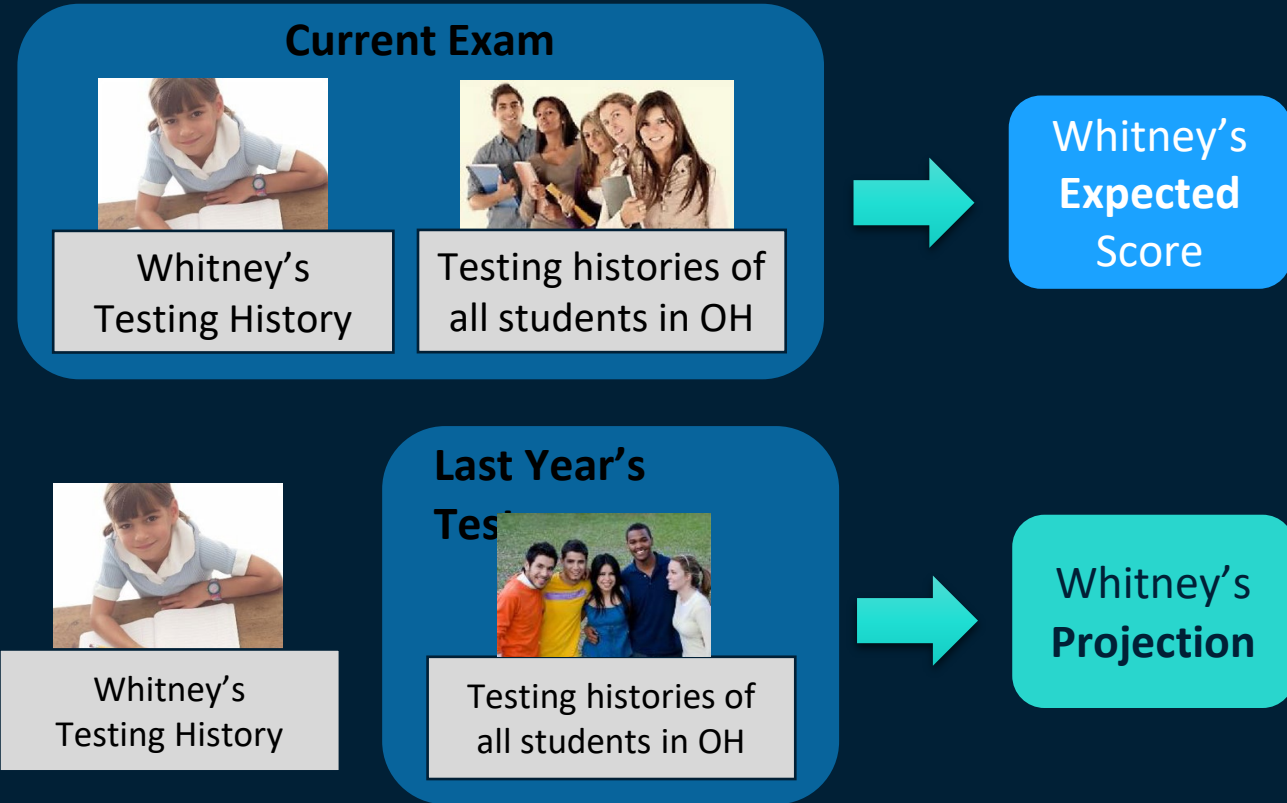 Current Exam
Whitney’s
Testing History
Testing histories of
all students in OH
Whitney’s
Expected
Score
Last Year’s
Whitney’s
Testing History
Testing histories of
all students in OH
Whitney’s
Projection